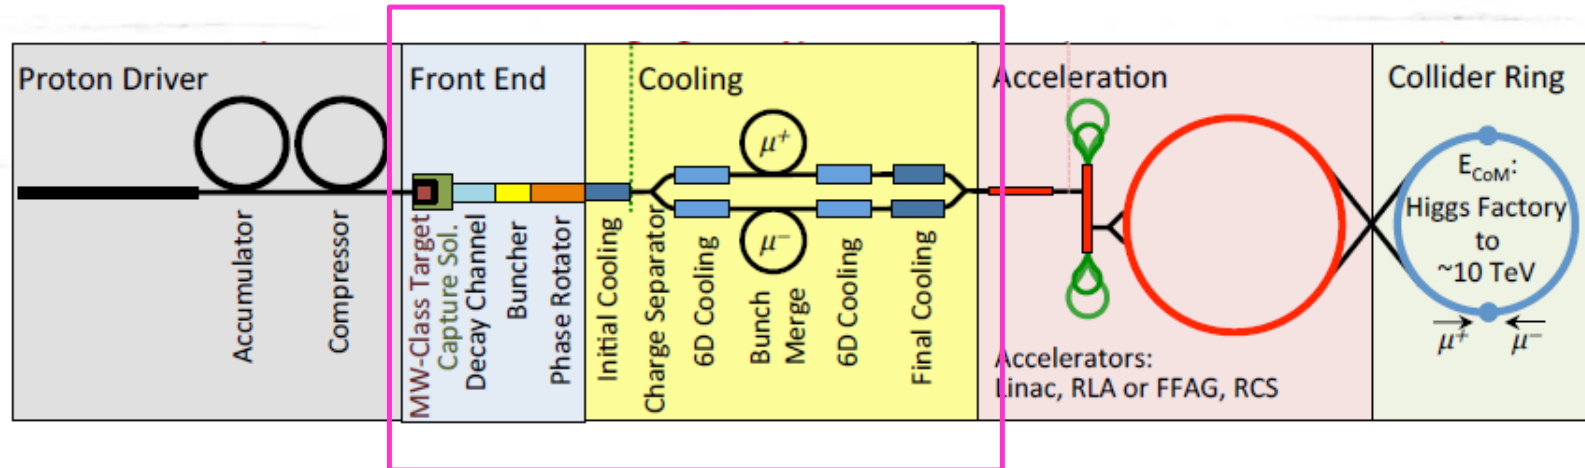 Proton Driver
Front End
Cooling
Acceleration
Collider Ring
Accumulator
Compressor
MW-Class Target
Capture Sol.
Decay Channel
Buncher
Phase Rotator
Initial Cooling
Charge Separator
6D Cooling
μ+
μ−
Bunch
Merge
6D Cooling
Final Cooling
Accelerators:
Linac, RLA or FFAG, RCS
ECoM:
Higgs Factory
to
~10 TeV
μ+ μ−